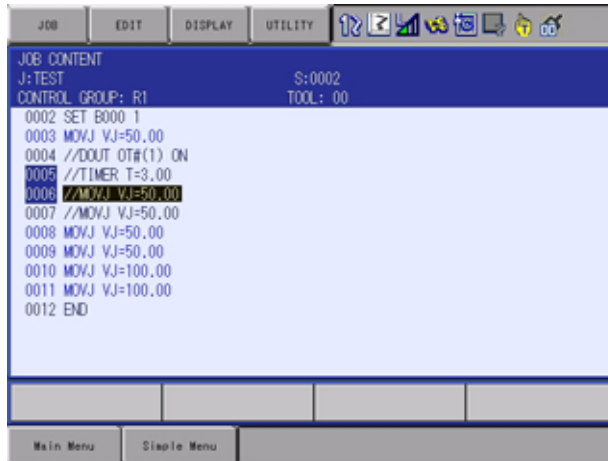 JOB EDIT DISPLAY UTILITY
JOB CONTENT
J:TEST S:0002
CONTROL GROUP: R1 TOOL: 00
0002 SET B000 1
0003 MOVJ VJ=50.00
0004 //DOUT OT#(1) ON
0005 //TIMER T=3.00
0006 //MOVJ VJ=50.00
0007 //MOVJ VJ=50.00
0008 MOVJ VJ=50.00
0009 MOVJ VJ=50.00
0010 MOVJ VJ=100.00
0011 MOVJ VJ=100.00
0012 END
Main Menu Simple Menu